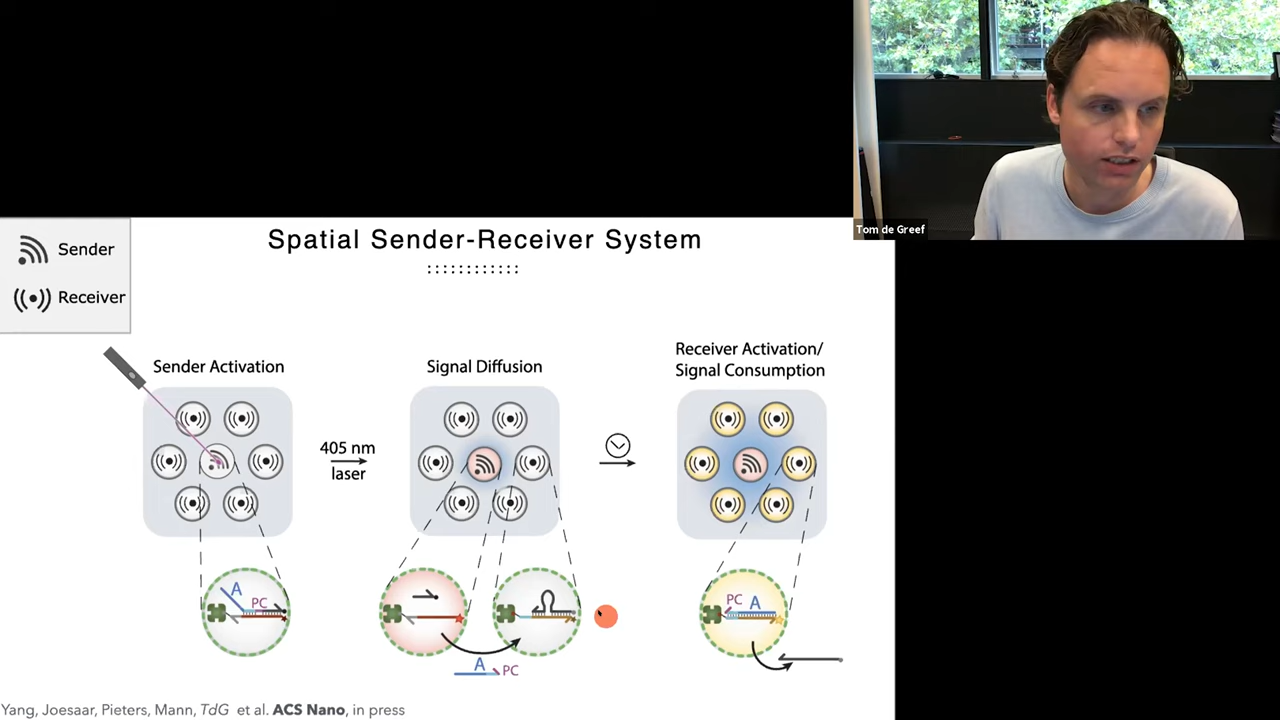 Tom de Greef
Sender
Receiver
Spatial Sender-Receiver System
::::::::::::
Sender Activation
405 nm
laser
Signal Diffusion
Receiver Activation/
Signal Consumption
A
PC
A
PC
PC
A
Yang, Joesaar, Pieters, Mann, TdG et al. ACS Nano, in press